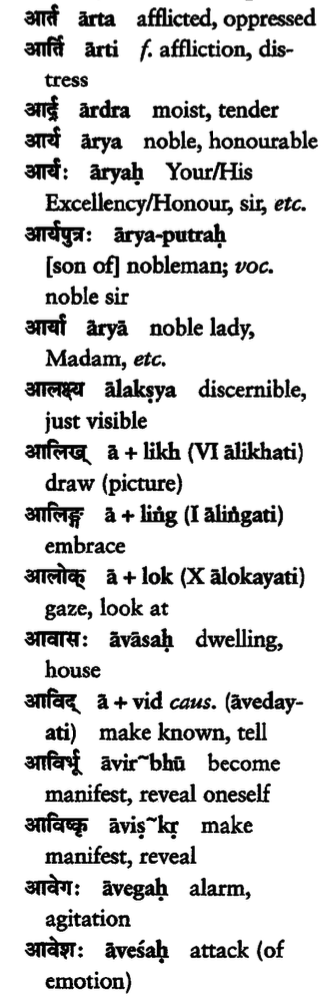 आर्त ārta afflicted, oppressed
आर्ति ārti f. affliction, dis-
tress
आर्द्र ārdra moist, tender
आर्य ārya noble, honourable
आर्यः āryaḥ Your/His
Excellency/Honour, sir, etc.
आर्यपुत्रः ārya-putraḥ
[son of] nobleman; voc.
noble sir
आर्या āryā noble lady,
Madam, etc.
आलक्ष्य ālakṣya discernible,
just visible
आलिख् ā + likh (VI ālikhati)
draw (picture)
आलिङ्ग् ā + liṅg (I āliṅgati)
embrace
आलोक् ā + lok (X ālokayati)
gaze, look at
आवासः āvāsaḥ dwelling,
house
आविद् ā + vid caus. (āveday-
ati) make known, tell
आविर्भू āvir~bhū become
manifest, reveal oneself
आविष्कृ āviṣ~kṛ make
manifest, reveal
आवेगः āvegaḥ alarm,
agitation
आवेशः āveśaḥ attack (of
emotion)